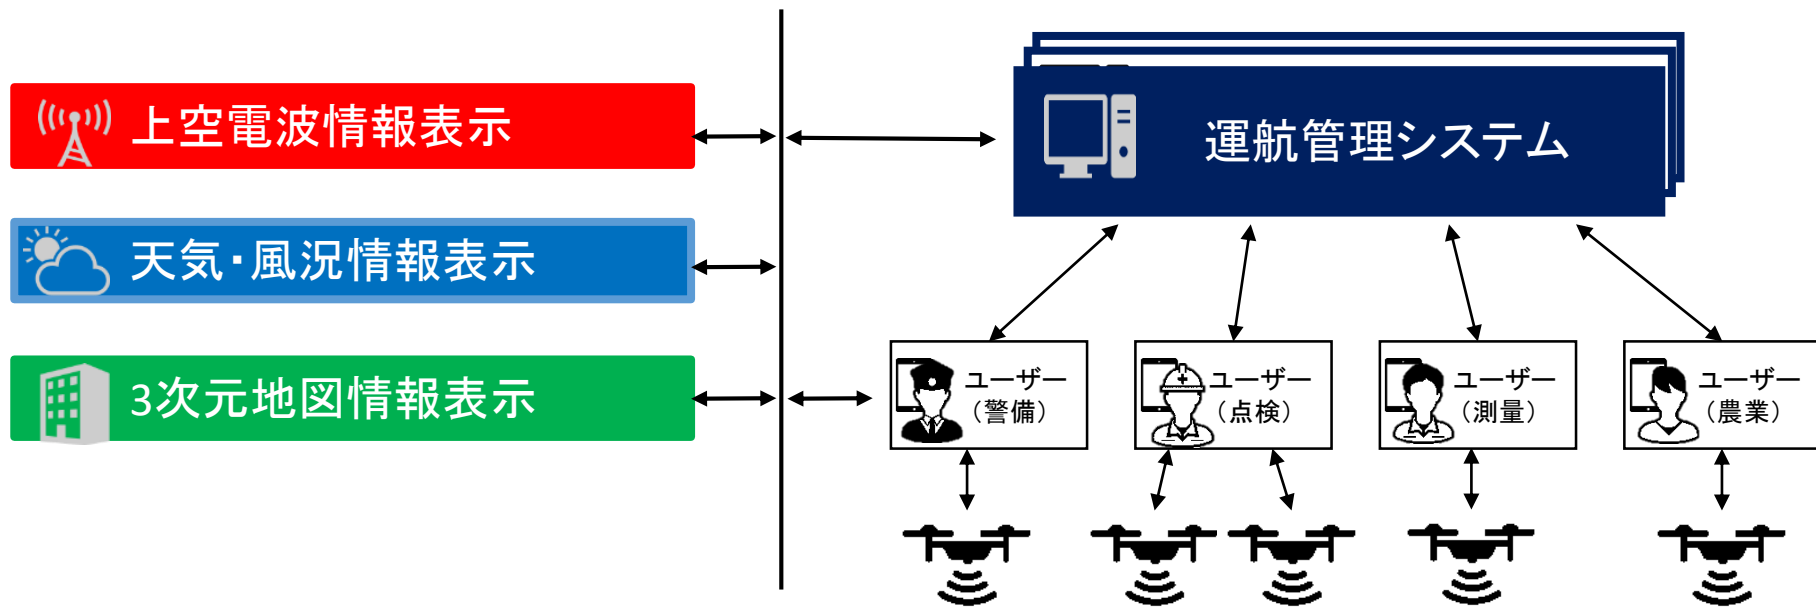 上空電波情報表示
天気・風況情報表示
3次元地図情報表示
運航管理システム
ユーザー
（警備）
ユーザー
（点検）
ユーザー
（測量）
ユーザー
（農業）